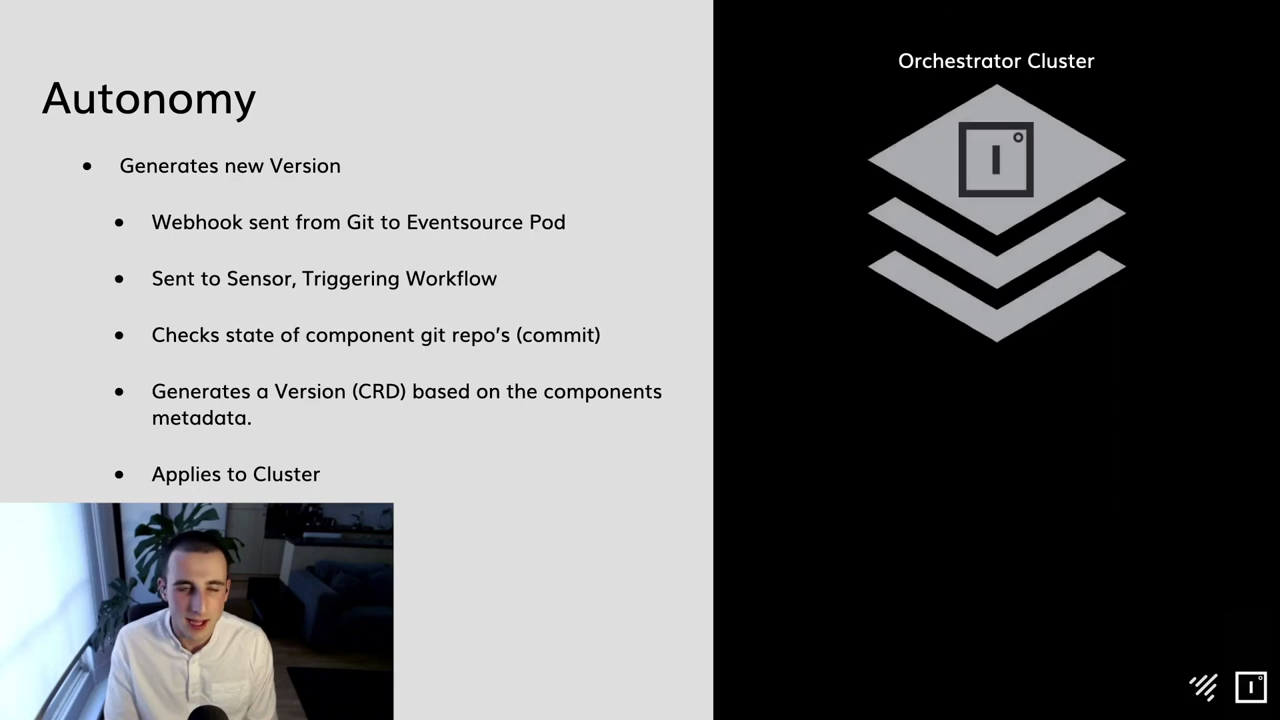 Autonomy
• Generates new Version
• Webhook sent from Git to Eventsource Pod
• Sent to Sensor, Triggering Workflow
• Checks state of component git repo’s (commit)
• Generates a Version (CRD) based on the components
metadata.
• Applies to Cluster
Orchestrator Cluster